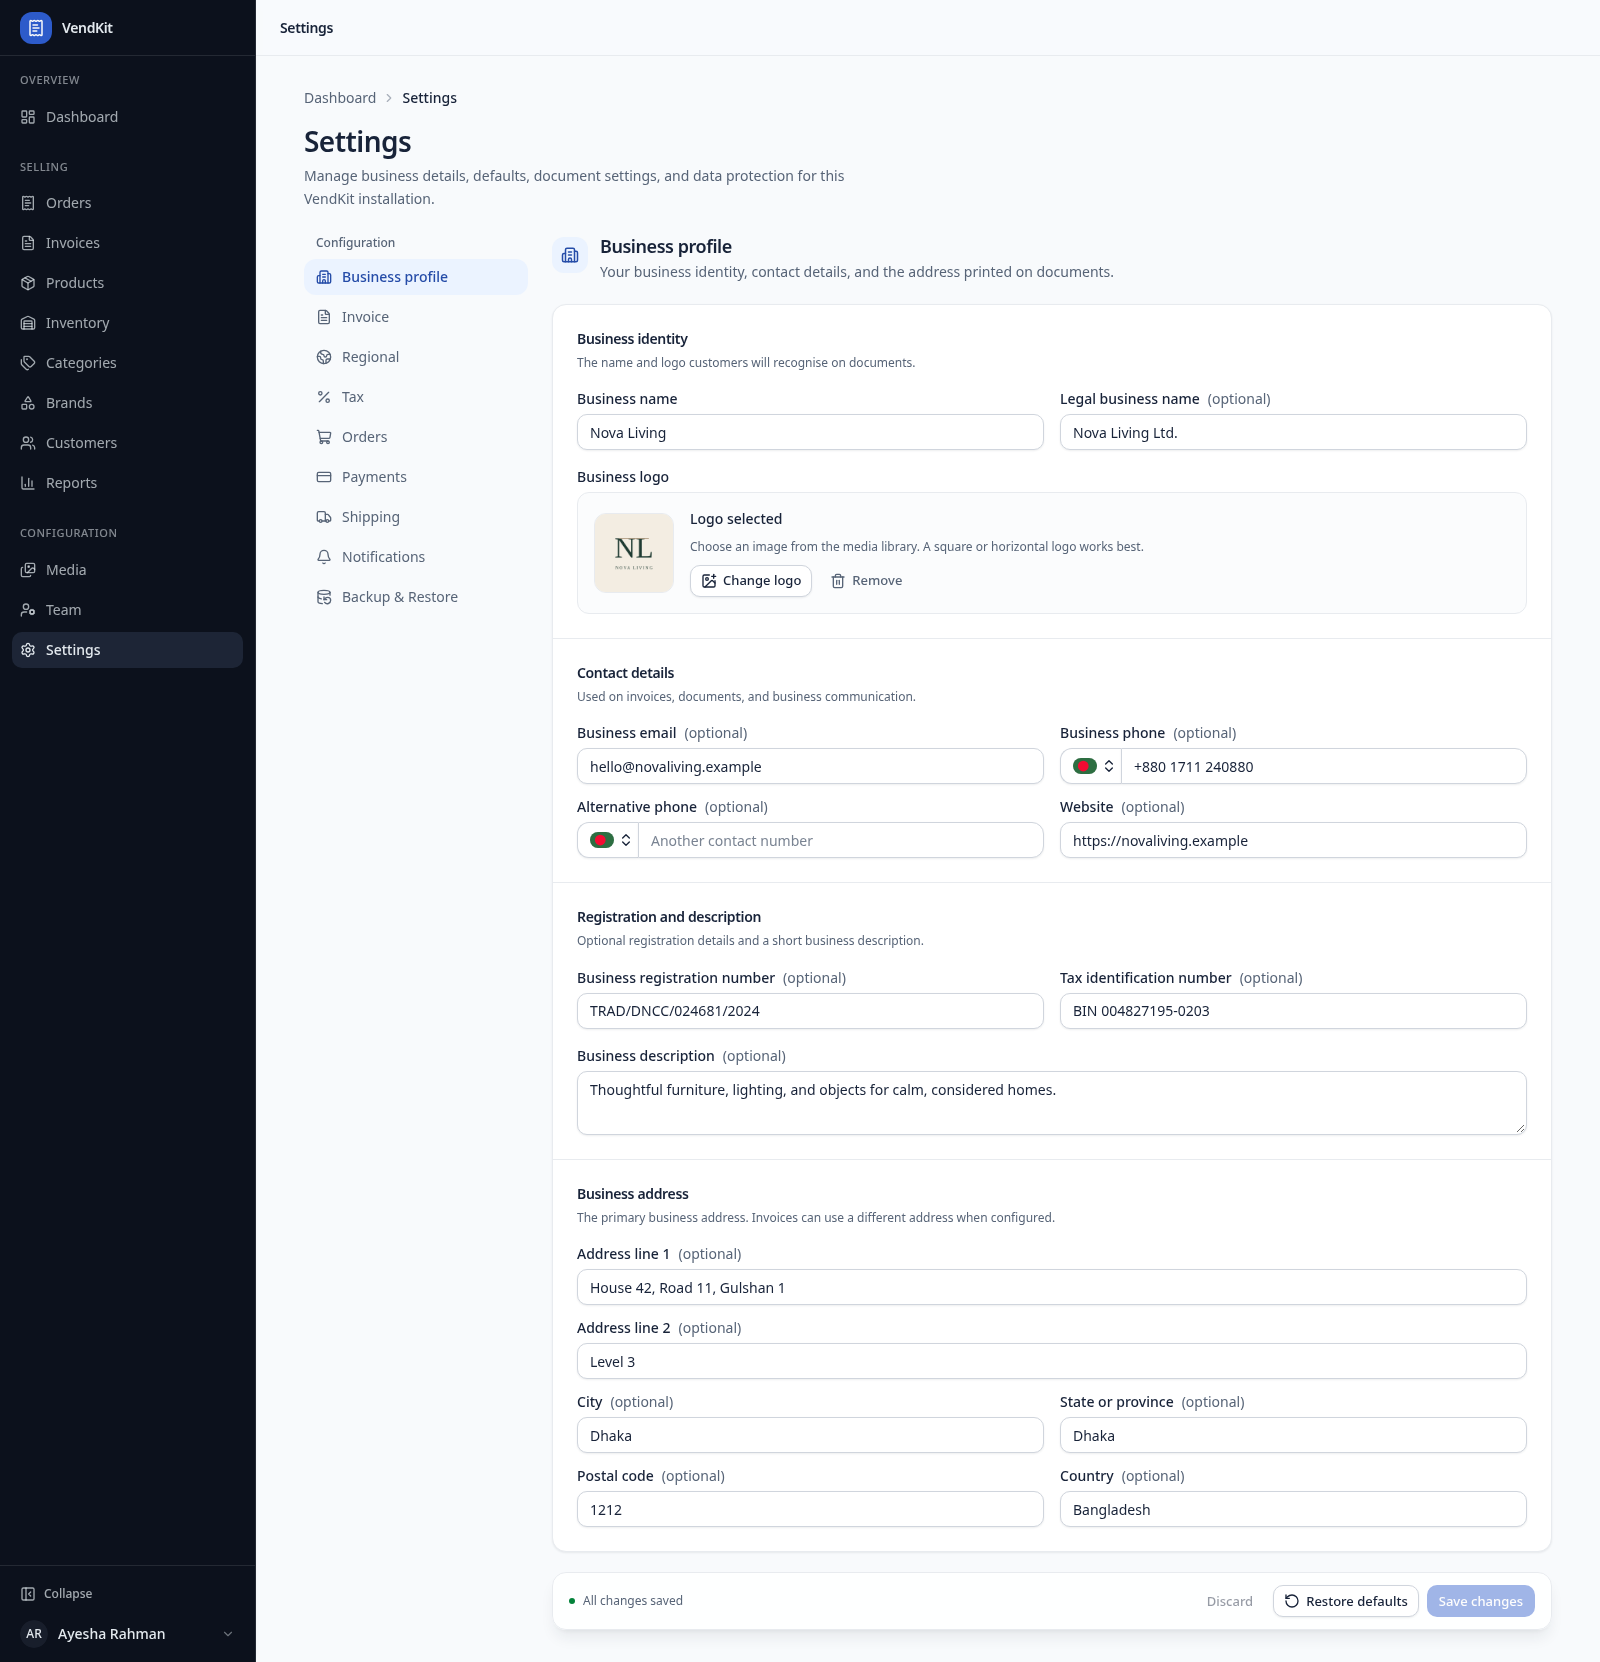 VendKit
OVERVIEW
Dashboard
SELLING
Orders
Invoices
Products
Inventory
Categories
Brands
Customers
Reports
CONFIGURATION
Media
Team
Settings
Collapse
AR
Ayesha Rahman
Settings
Dashboard
Settings
Settings
Manage business details, defaults, document settings, and data protection for this
VendKit installation.
Configuration
Business profile
Invoice
Regional
Tax
Orders
Payments
Shipping
Notifications
Backup & Restore
Business profile
Your business identity, contact details, and the address printed on documents.
Business identity
The name and logo customers will recognise on documents.
Business name
Nova Living
Legal business name (optional)
Nova Living Ltd.
Business logo
NL
NOVA LIVING
Logo selected
Choose an image from the media library. A square or horizontal logo works best.
Change logo
Remove
Contact details
Used on invoices, documents, and business communication.
Business email (optional)
hello@novaliving.example
Business phone (optional)
+880 1711 240880
Alternative phone (optional)
Another contact number
Website (optional)
https://novaliving.example
Registration and description
Optional registration details and a short business description.
Business registration number (optional)
TRAD/DNCC/024681/2024
Tax identification number (optional)
BIN 004827195-0203
Business description (optional)
Thoughtful furniture, lighting, and objects for calm, considered homes.
Business address
The primary business address. Invoices can use a different address when configured.
Address line 1 (optional)
House 42, Road 11, Gulshan 1
Address line 2 (optional)
Level 3
City (optional)
Dhaka
State or province (optional)
Dhaka
Postal code (optional)
1212
Country (optional)
Bangladesh
All changes saved
Discard
Restore defaults
Save changes